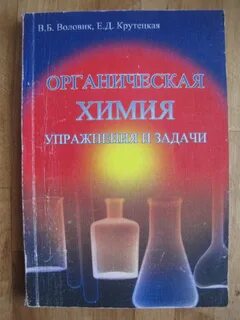 В.Б. Воловик, Е.Д. Крутецкая
ОРГАНИЧЕСКАЯ
ХИМИЯ
УПРАЖНЕНИЯ И ЗАДАЧИ